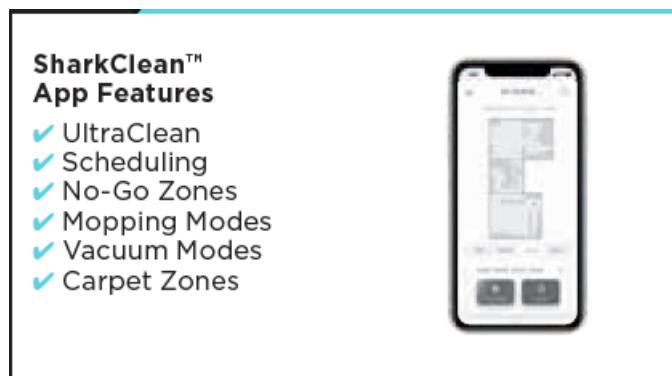 SharkClean™
App Features
✔ UltraClean
✔ Scheduling
✔ No-Go Zones
✔ Mopping Modes
✔ Vacuum Modes
✔ Carpet Zones